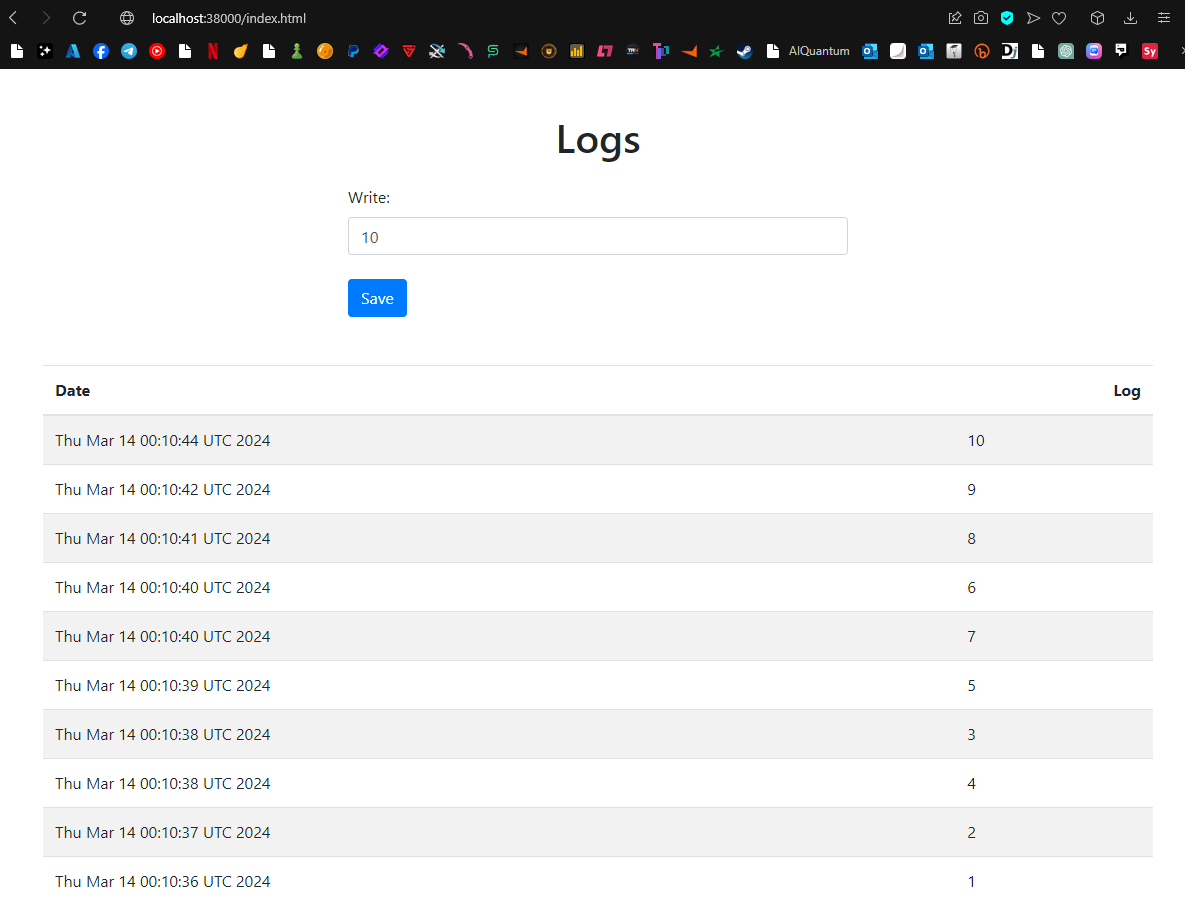 localhost:38000/index.html
AIQuantum
Logs
Write:
10
Save
Date Log
Thu Mar 14 00:10:44 UTC 2024 10
Thu Mar 14 00:10:42 UTC 2024 9
Thu Mar 14 00:10:41 UTC 2024 8
Thu Mar 14 00:10:40 UTC 2024 6
Thu Mar 14 00:10:40 UTC 2024 7
Thu Mar 14 00:10:39 UTC 2024 5
Thu Mar 14 00:10:38 UTC 2024 3
Thu Mar 14 00:10:38 UTC 2024 4
Thu Mar 14 00:10:37 UTC 2024 2
Thu Mar 14 00:10:36 UTC 2024 1